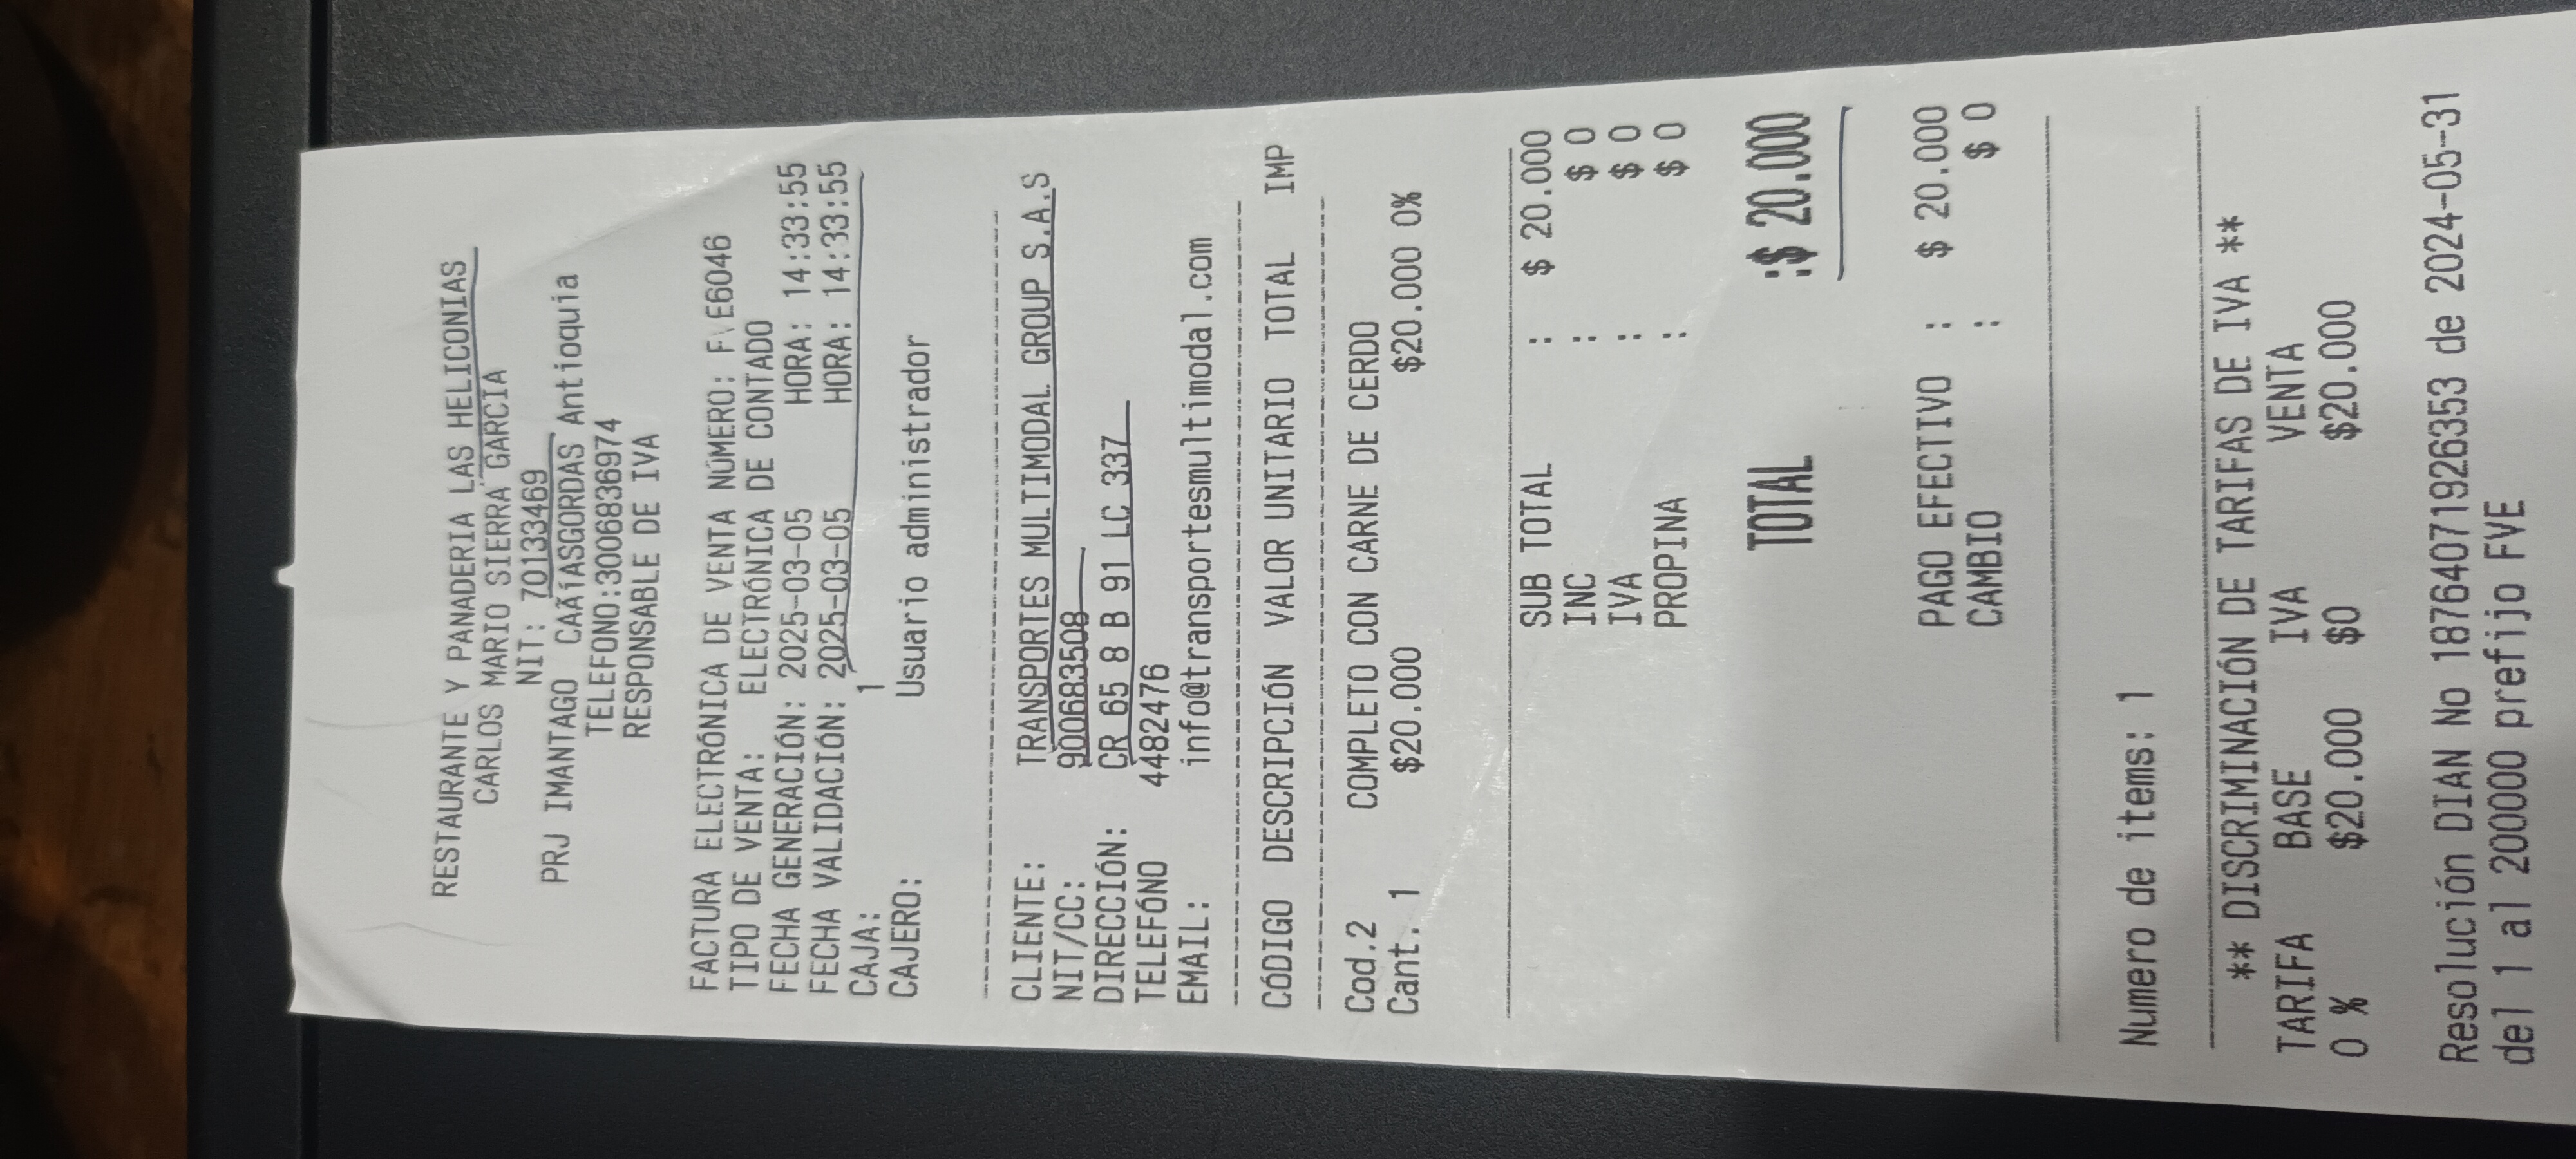 RESTAURANTE Y PANADERIA LAS HELICONIAS
CARLOS MARIO SIERRA GARCIA
NIT: 70133469
PRJ IMANTAGO CAÃÍASGORDAS Antioquia
TELEFONO:3006836974
RESPONSABLE DE IVA
FACTURA ELECTRÓNICA DE VENTA NÚMERO: FVE6046
TIPO DE VENTA: ELECTRÓNICA DE CONTADO
FECHA GENERACIÓN: 2025-03-05 HORA: 14:33:55
FECHA VALIDACIÓN: 2025-03-05 HORA: 14:33:55
CAJA: 1
CAJERO: Usuario administrador
CLIENTE: TRANSPORTES MULTIMODAL GROUP S.A.S
NIT/CC: 900683508
DIRECCIÓN: CR 65 8 B 91 LC 337
TELEFÓNO 4482476
EMAIL: info@transportesmultimodal.com
CÓDIGO DESCRIPCIÓN VALOR UNITARIO TOTAL IMP
Cod.2 COMPLETO CON CARNE DE CERDO
Cant. 1 $20.000 $20.000 0%
SUB TOTAL : $ 20.000
INC : $ 0
IVA : $ 0
PROPINA : $ 0
TOTAL :$ 20.000
PAGO EFECTIVO : $ 20.000
CAMBIO : $ 0
Numero de items: 1
** DISCRIMINACIÓN DE TARIFAS DE IVA **
TARIFA BASE IVA VENTA
0 % $20.000 $0 $20.000
Resolución DIAN No 18764071926353 de 2024-05-31
del 1 al 200000 prefijo FVE